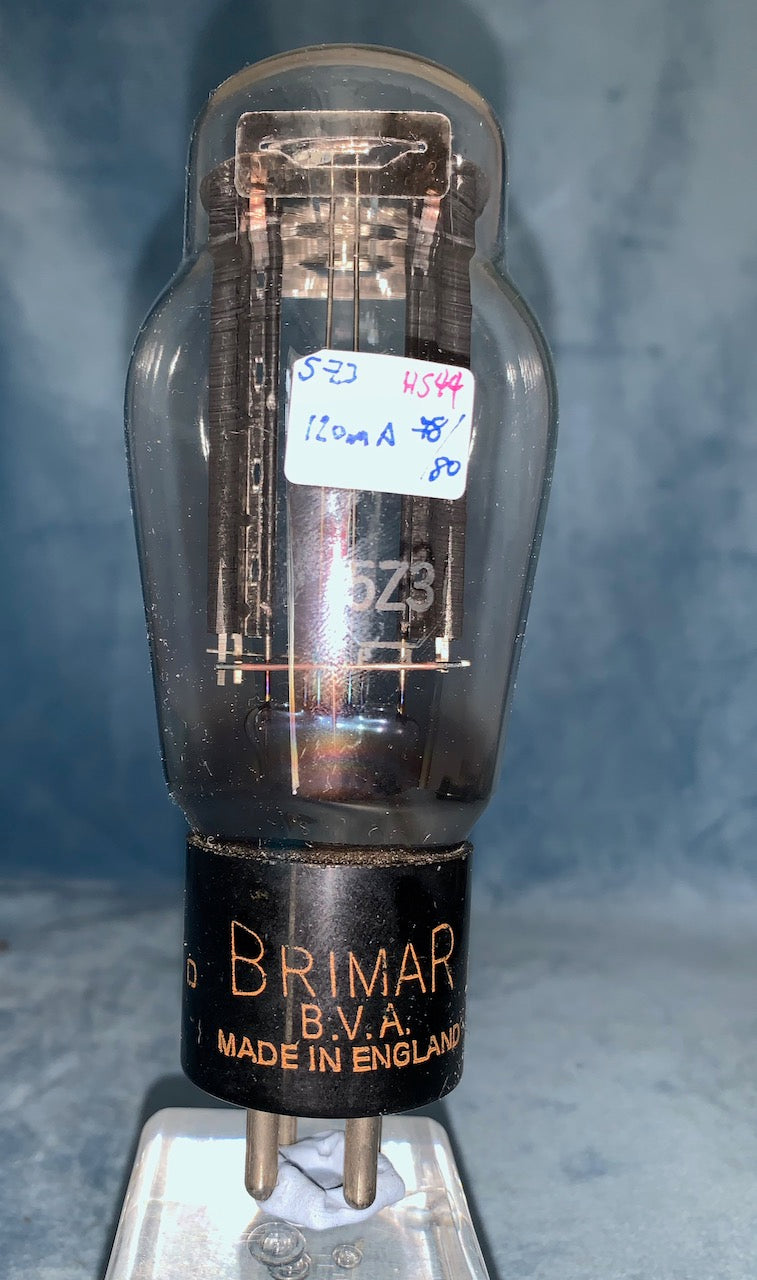 5Z3 HS44
120mA 78/
/80
5Z3
BRIMAR
B.V.A.
MADE IN ENGLAND